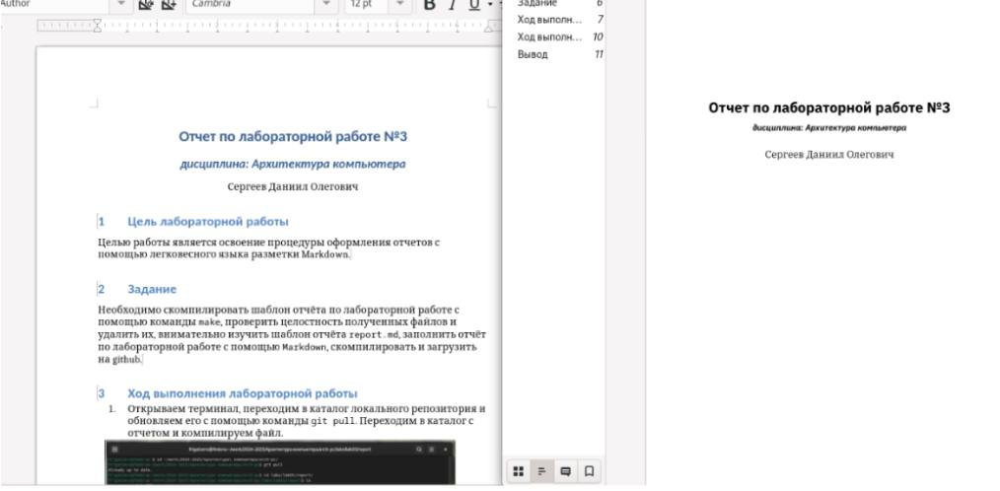 Author
Cambria
12 pt
B I U
Отчет по лабораторной работе №3
дисциплина: Архитектура компьютера
Сергеев Даниил Олегович
1 Цель лабораторной работы
Целью работы является освоение процедуры оформления отчетов с
помощью легковесного языка разметки Markdown.
2 Задание
Необходимо скомпилировать шаблон отчёта по лабораторной работе с
помощью команды make, проверить целостность полученных файлов и
удалить их, внимательно изучить шаблон отчёта report.md, заполнить отчёт
по лабораторной работе с помощью Markdown, скомпилировать и загрузить
на github.
3 Ход выполнения лабораторной работы
1. Открываем терминал, переходим в каталог локального репозитория и
обновляем его с помощью команды git pull. Переходим в каталог с
отчетом и компилируем файл.
Задание 6
Ход выполн... 7
Ход выполн... 10
Вывод 11
Отчет по лабораторной работе №3
дисциплина: Архитектура компьютера
Сергеев Даниил Олегович